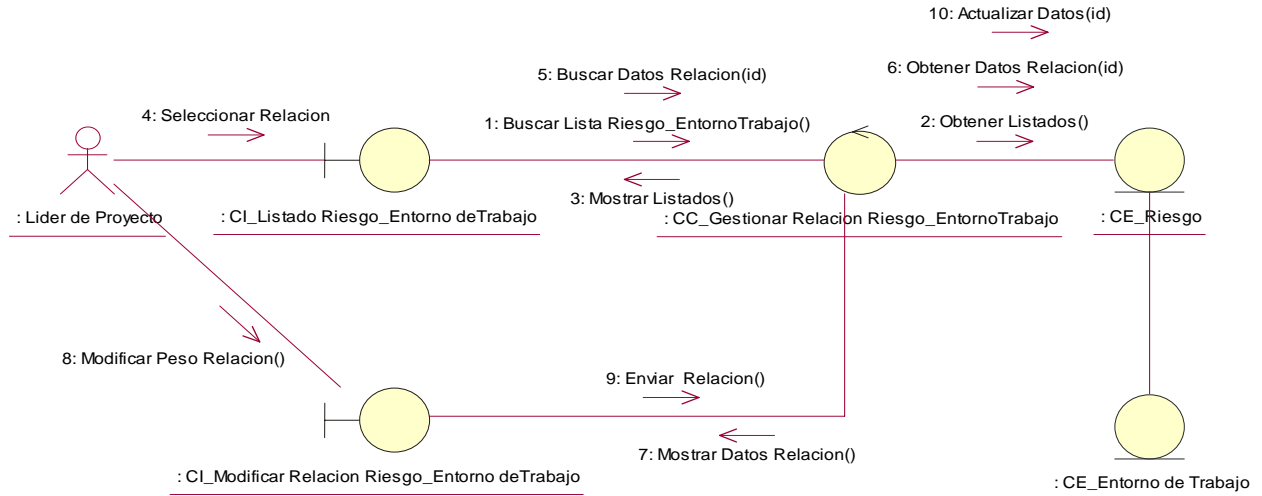 10: Actualizar Datos(id)
5: Buscar Datos Relacion(id)
6: Obtener Datos Relacion(id)
4: Seleccionar Relacion
1: Buscar Lista Riesgo_EntornoTrabajo()
2: Obtener Listados()
3: Mostrar Listados()
: Lider de Proyecto
: CI_Listado Riesgo_Entorno deTrabajo
: CC_Gestionar Relacion Riesgo_EntornoTrabajo
: CE_Riesgo
8: Modificar Peso Relacion()
9: Enviar Relacion()
7: Mostrar Datos Relacion()
: CI_Modificar Relacion Riesgo_Entorno deTrabajo
: CE_Entorno de Trabajo